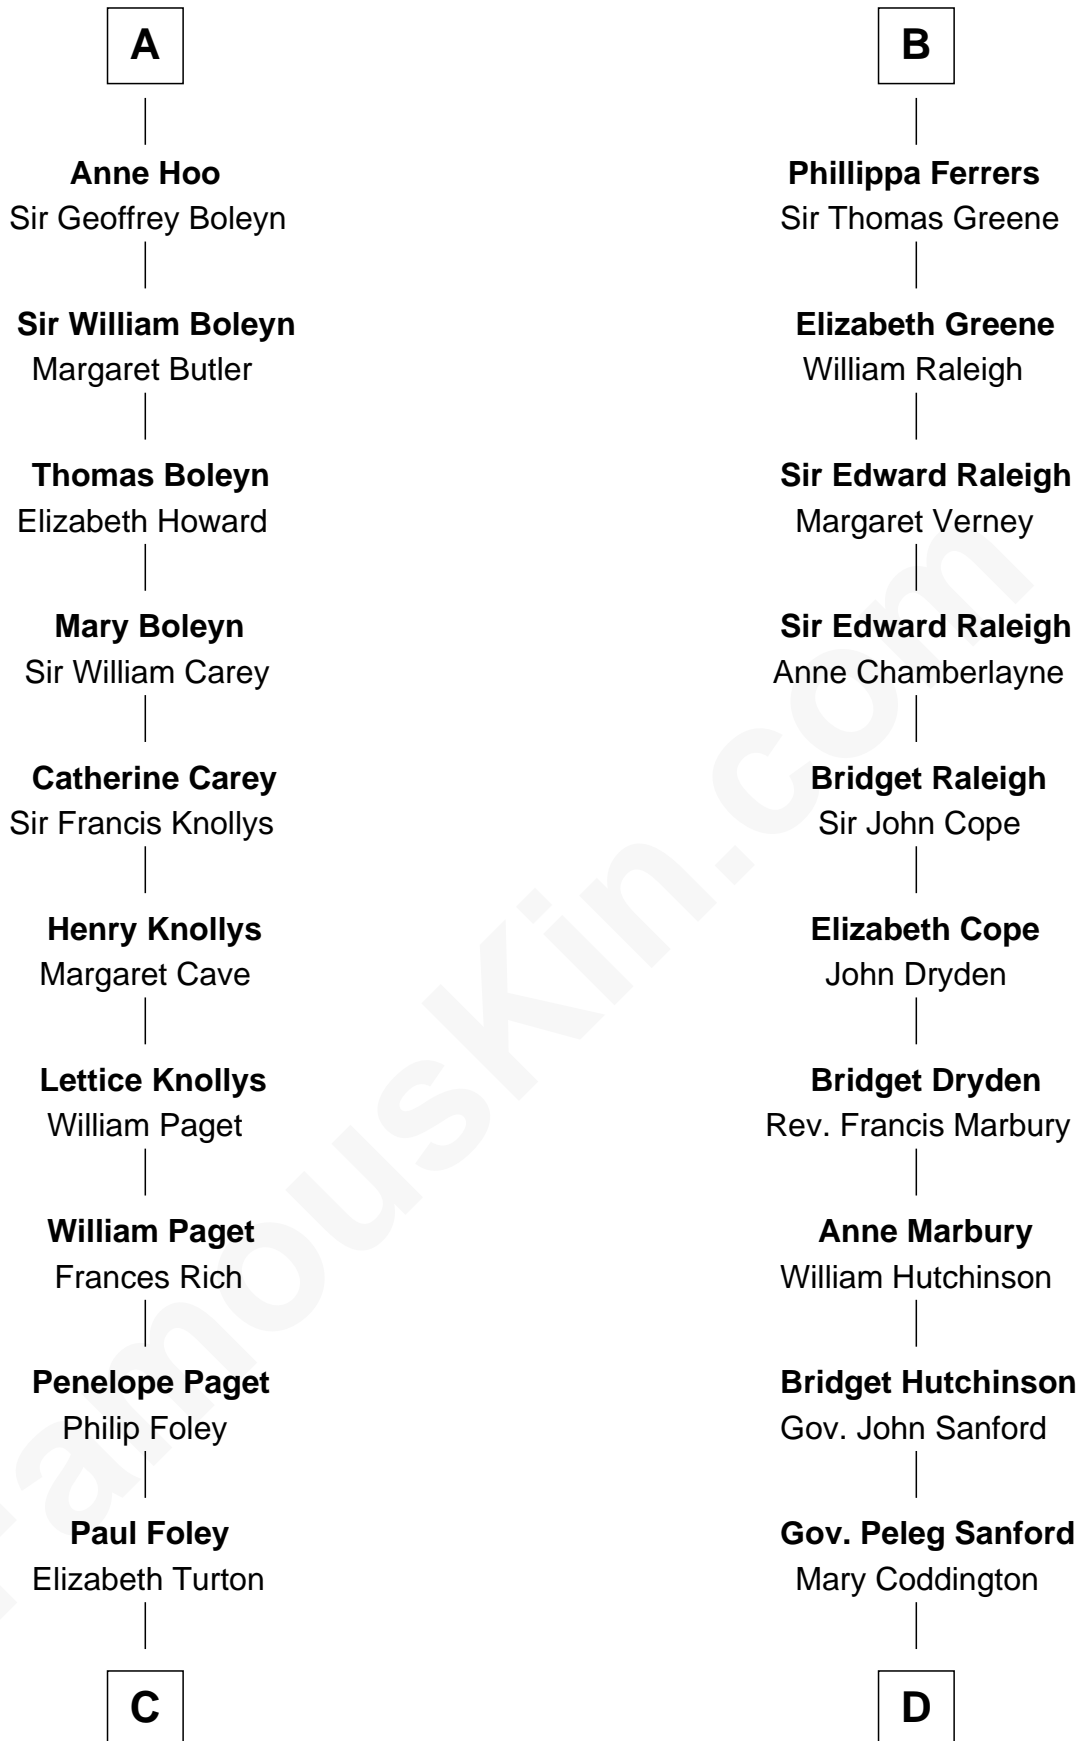 A
Anne Hoo
Sir Geoffrey Boleyn
Sir William Boleyn
Margaret Butler
Thomas Boleyn
Elizabeth Howard
Mary Boleyn
Sir William Carey
Catherine Carey
Sir Francis Knollys
Henry Knollys
Margaret Cave
Lettice Knollys
William Paget
William Paget
Frances Rich
Penelope Paget
Philip Foley
Paul Foley
Elizabeth Turton
C
B
Phillippa Ferrers
Sir Thomas Greene
Elizabeth Greene
William Raleigh
Sir Edward Raleigh
Margaret Verney
Sir Edward Raleigh
Anne Chamberlayne
Bridget Raleigh
Sir John Cope
Elizabeth Cope
John Dryden
Bridget Dryden
Rev. Francis Marbury
Anne Marbury
William Hutchinson
Bridget Hutchinson
Gov. John Sanford
Gov. Peleg Sanford
Mary Coddington
D
FamousKin.com